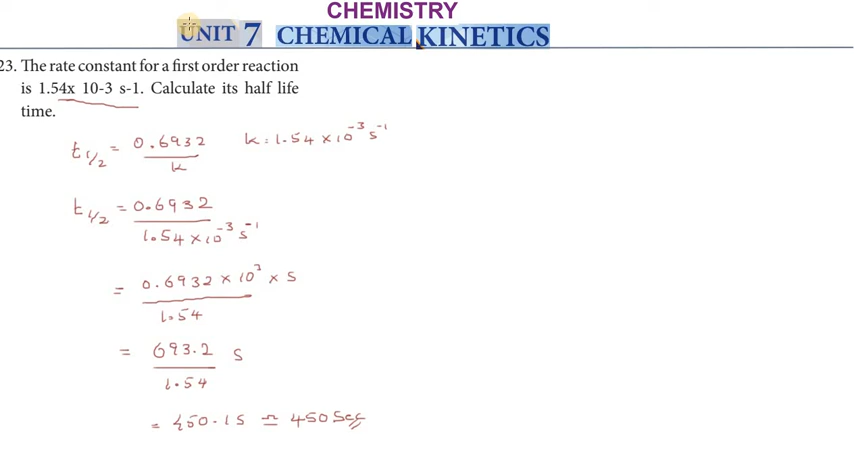 CHEMISTRY
UNIT 7 CHEMICAL KINETICS
23. The rate constant for a first order reaction
is 1.54x 10-3 s-1. Calculate its half life
time.
t1/2 = 0.6932 / k   k = 1.54 × 10⁻³ s⁻¹
t1/2 = 0.6932 / 1.54 × 10⁻³ s⁻¹
= 0.6932 × 10³ × s / 1.54
= 693.2 / 1.54 s
= 450.1 s ≏ 450 Sec